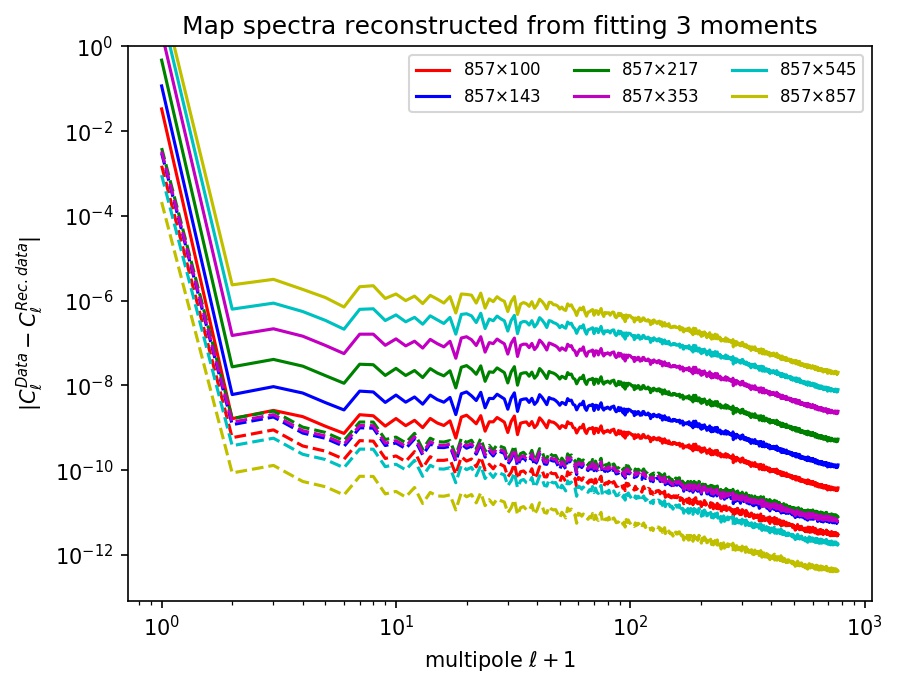 Map spectra reconstructed from fitting 3 moments
857×100 857×217 857×545
857×143 857×353 857×857
|C_ℓ^{Data} − C_ℓ^{Rec. data}|
10^0
10^{−2}
10^{−4}
10^{−6}
10^{−8}
10^{−10}
10^{−12}
10^0 10^1 10^2 10^3
multipole ℓ + 1